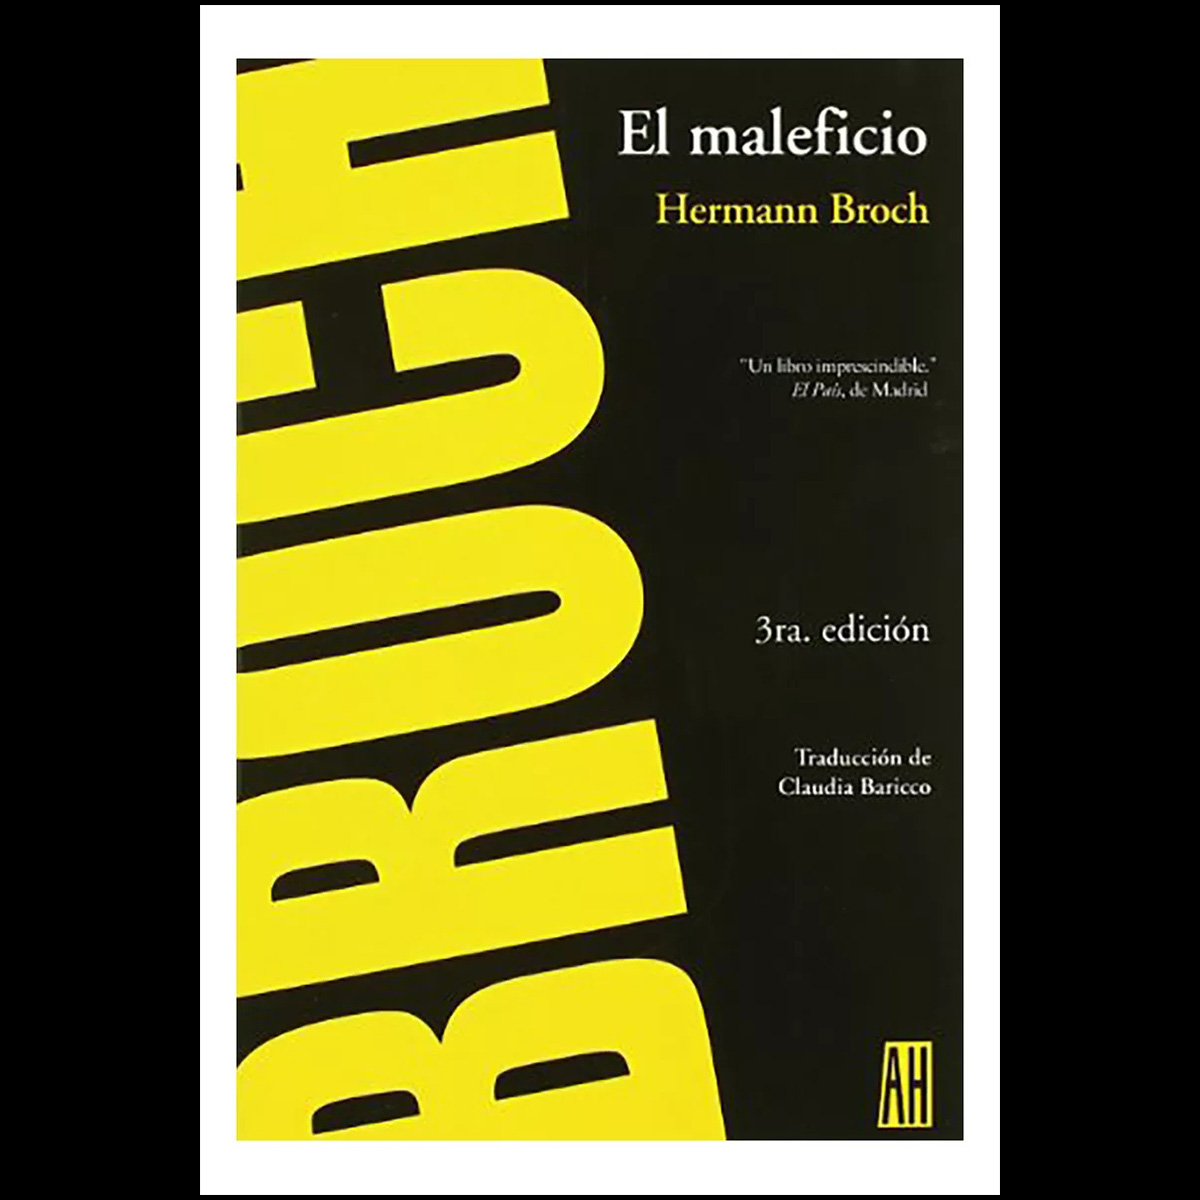 El maleficio
Hermann Broch
"Un libro imprescindible."
El País, de Madrid
3ra. edición
Traducción de
Claudia Baricco
AH
BROCH